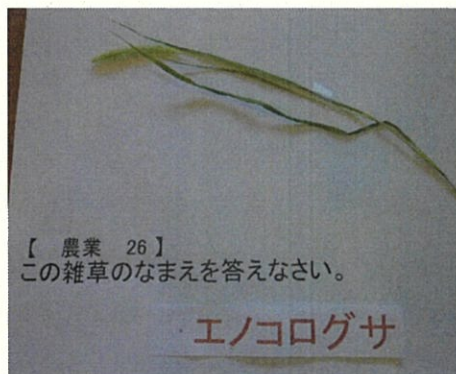 【　農業　26】
この雑草のなまえを答えなさい。
エノコログサ